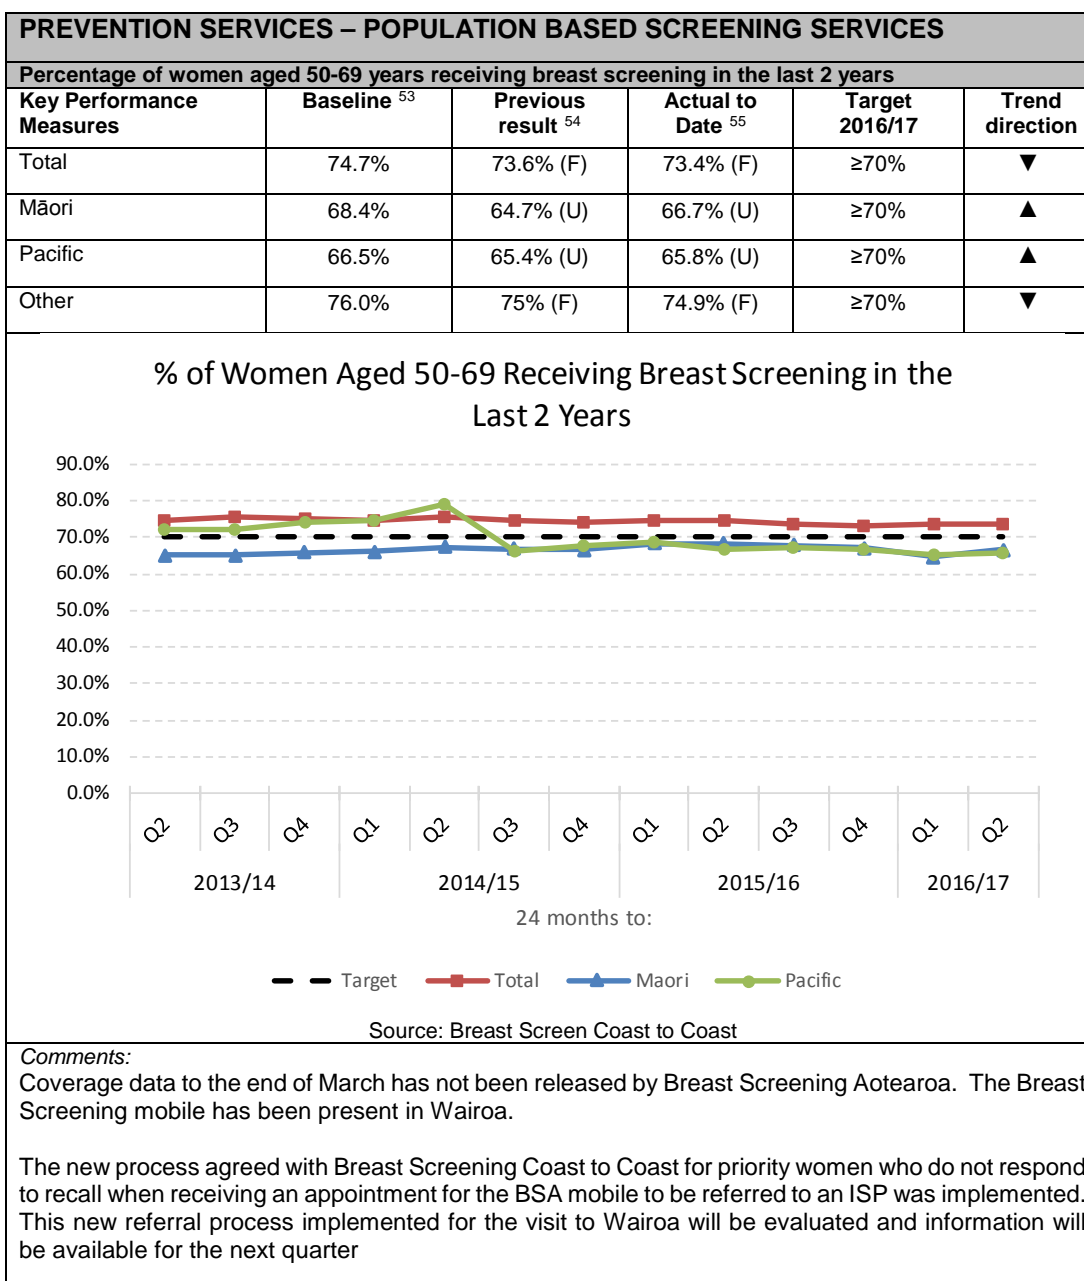 PREVENTION SERVICES – POPULATION BASED SCREENING SERVICES
Percentage of women aged 50-69 years receiving breast screening in the last 2 years
Key Performance Measures	Baseline 53	Previous result 54	Actual to Date 55	Target 2016/17	Trend direction
Total	74.7%	73.6% (F)	73.4% (F)	≥70%	▼
Māori	68.4%	64.7% (U)	66.7% (U)	≥70%	▲
Pacific	66.5%	65.4% (U)	65.8% (U)	≥70%	▲
Other	76.0%	75% (F)	74.9% (F)	≥70%	▼
% of Women Aged 50-69 Receiving Breast Screening in the
Last 2 Years
90.0%
80.0%
70.0%
60.0%
50.0%
40.0%
30.0%
20.0%
10.0%
0.0%
Q2 Q3 Q4 Q1 Q2 Q3 Q4 Q1 Q2 Q3 Q4 Q1 Q2
2013/14 2014/15 2015/16 2016/17
24 months to:
Target Total Maori Pacific
Source: Breast Screen Coast to Coast
Comments:
Coverage data to the end of March has not been released by Breast Screening Aotearoa. The Breast
Screening mobile has been present in Wairoa.
The new process agreed with Breast Screening Coast to Coast for priority women who do not respond
to recall when receiving an appointment for the BSA mobile to be referred to an ISP was implemented.
This new referral process implemented for the visit to Wairoa will be evaluated and information will
be available for the next quarter